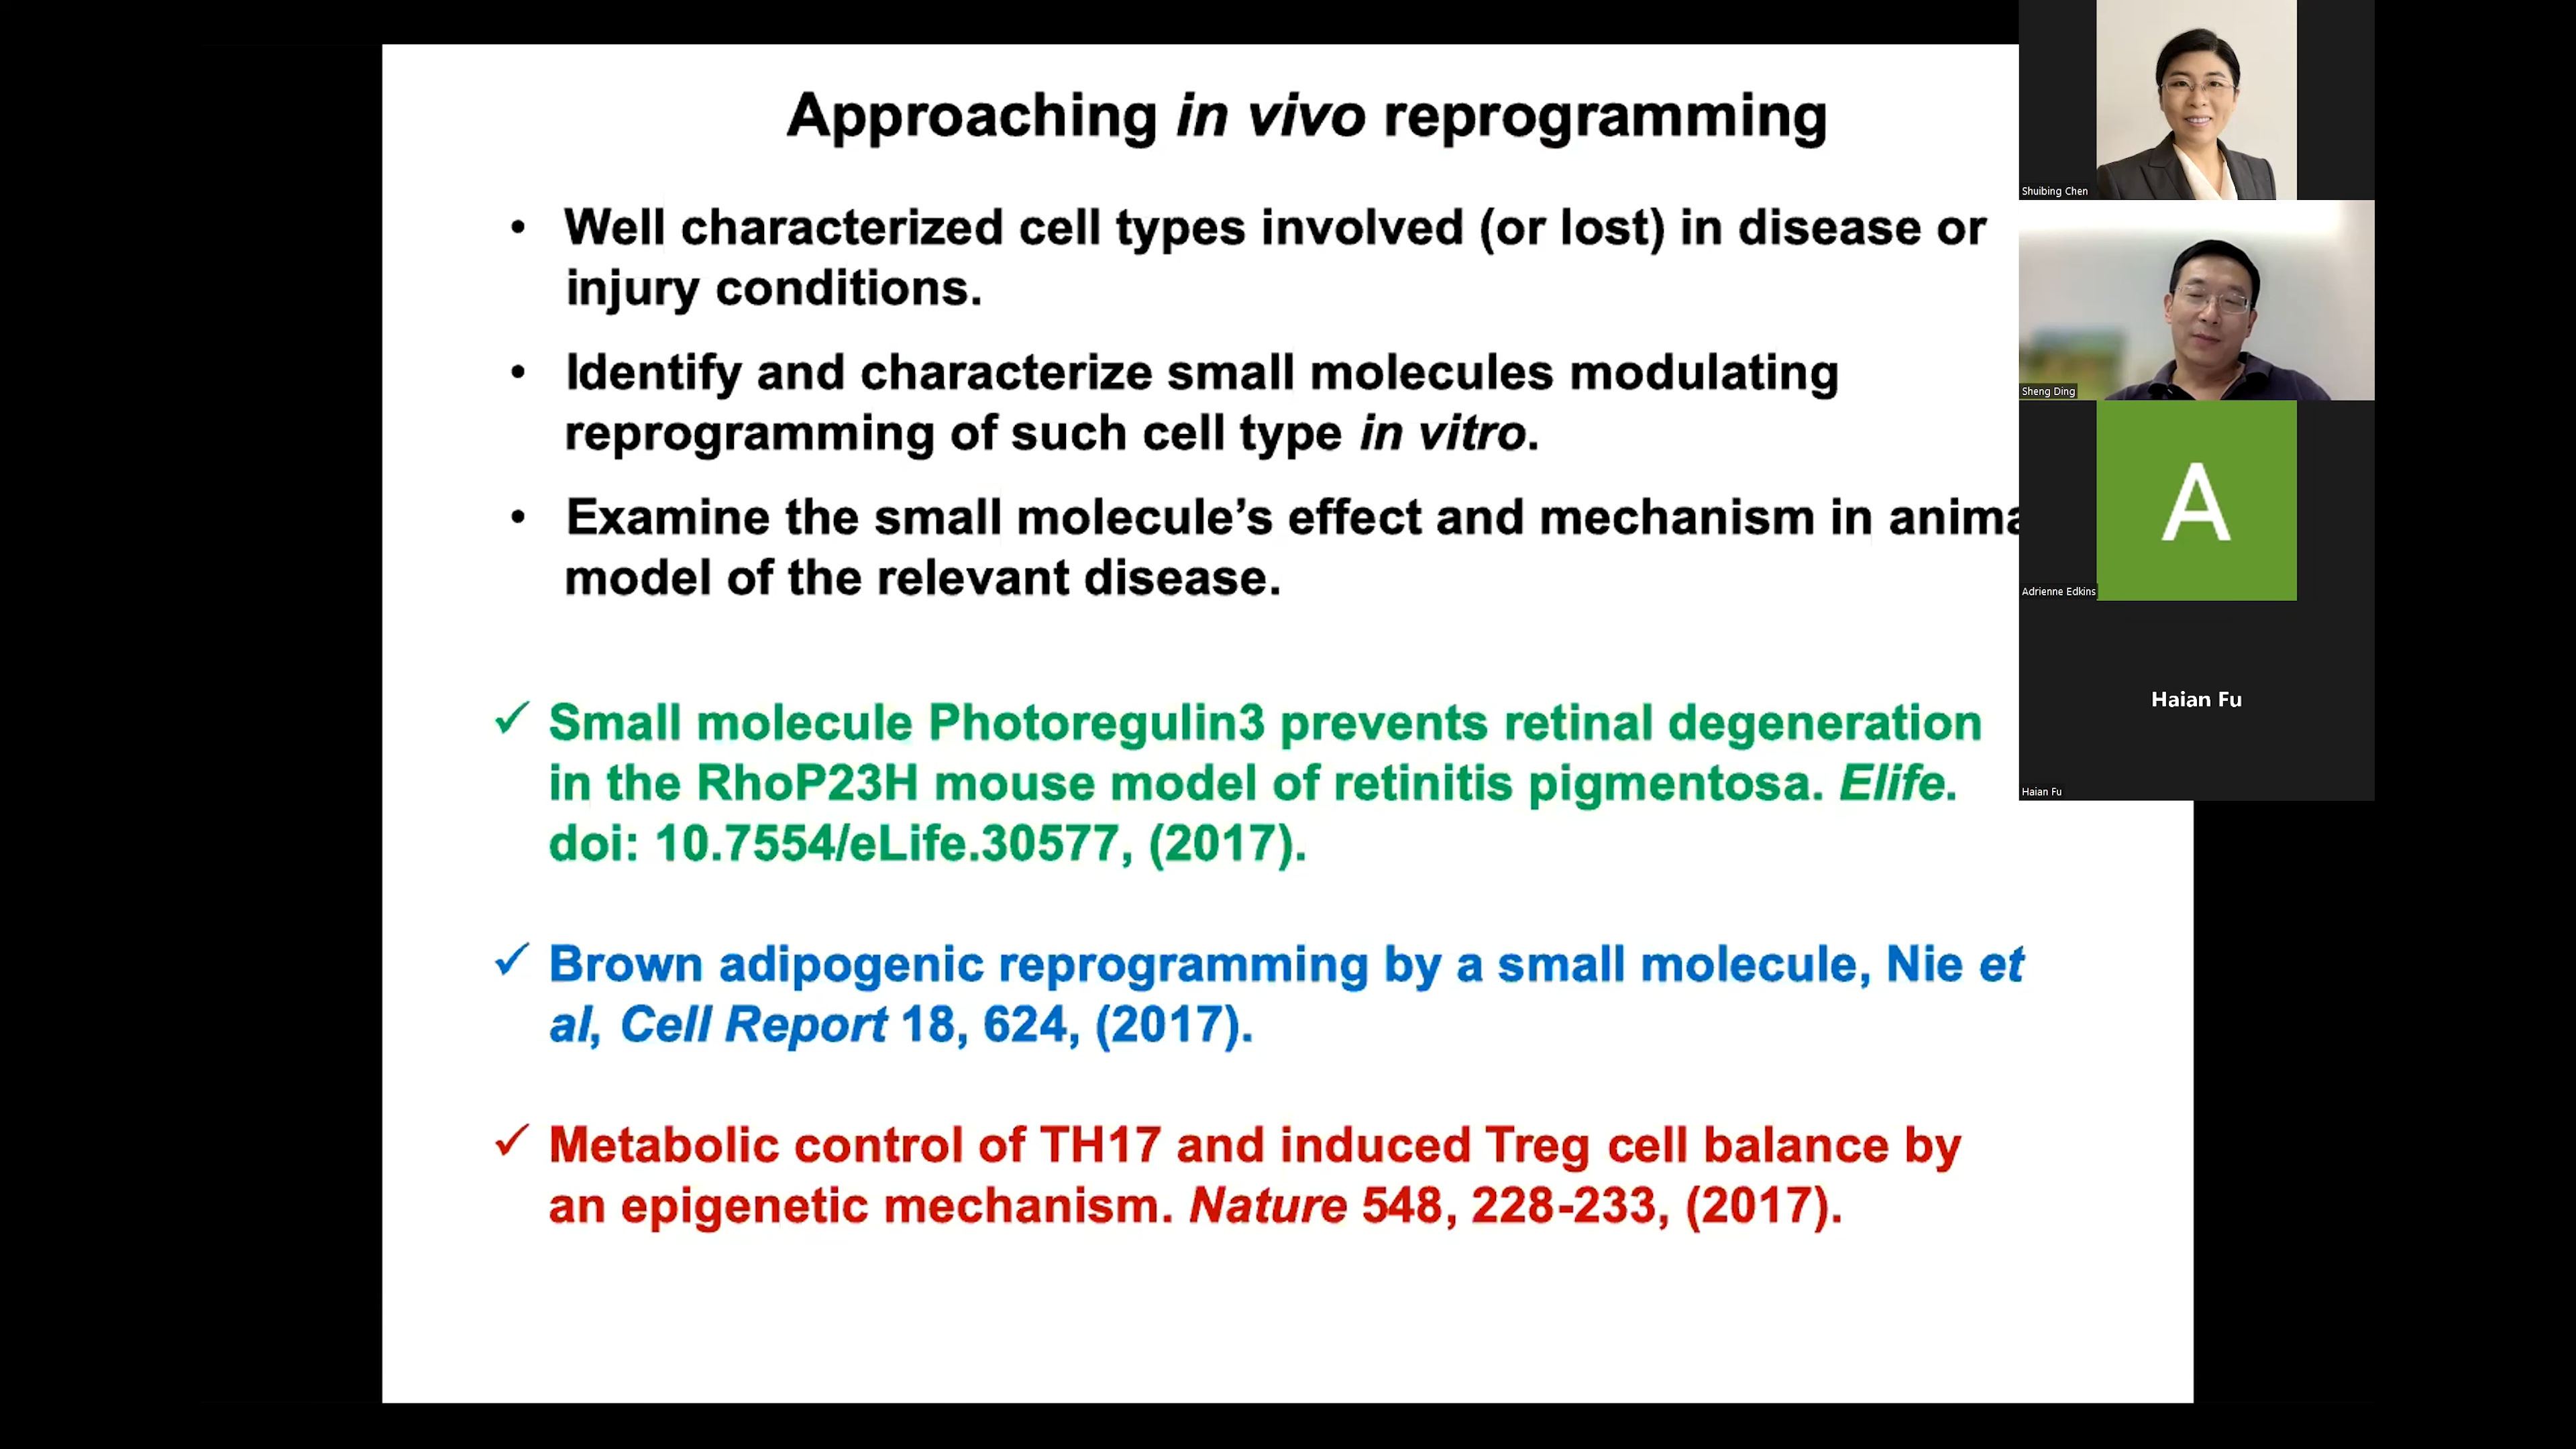 Approaching in vivo reprogramming
• Well characterized cell types involved (or lost) in disease or
injury conditions.
• Identify and characterize small molecules modulating
reprogramming of such cell type in vitro.
• Examine the small molecule’s effect and mechanism in anima
model of the relevant disease.
✓ Small molecule Photoregulin3 prevents retinal degeneration
in the RhoP23H mouse model of retinitis pigmentosa. Elife.
doi: 10.7554/eLife.30577, (2017).
✓ Brown adipogenic reprogramming by a small molecule, Nie et
al, Cell Report 18, 624, (2017).
✓ Metabolic control of TH17 and induced Treg cell balance by
an epigenetic mechanism. Nature 548, 228-233, (2017).
Shuibing Chen
Sheng Ding
A
Adrienne Edkins
Haian Fu
Haian Fu